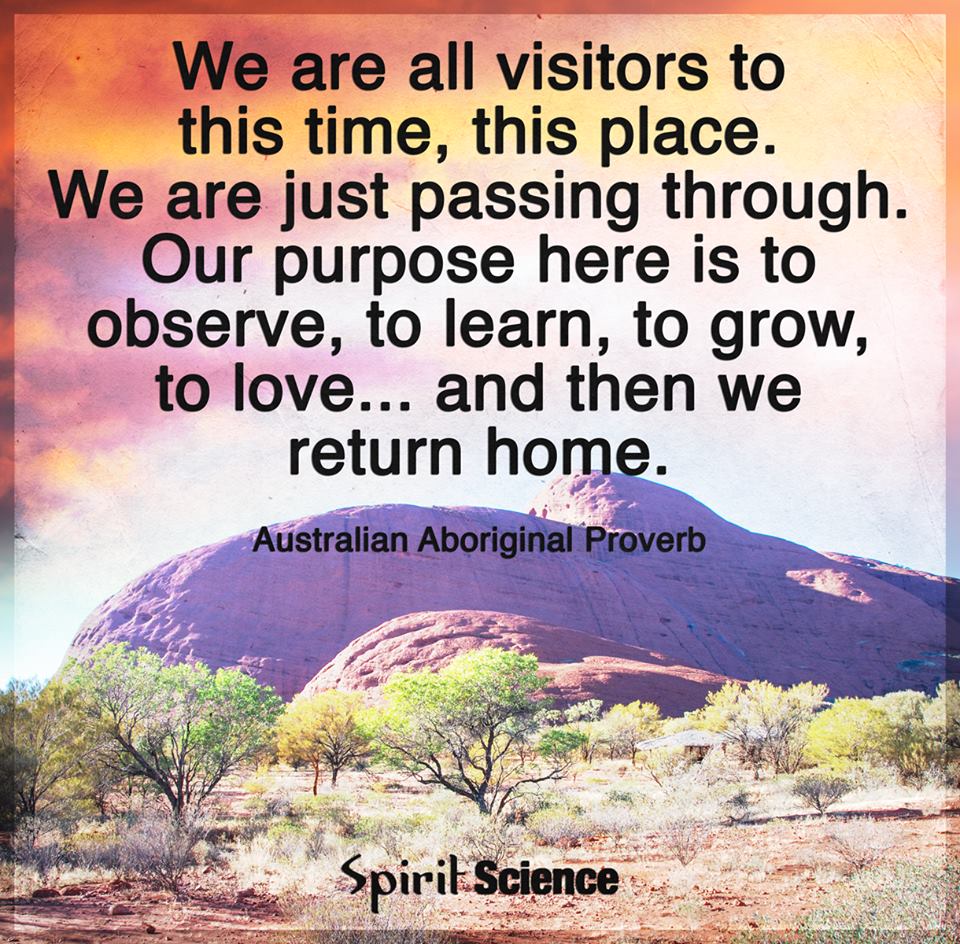 We are all visitors to
this time, this place.
We are just passing through.
Our purpose here is to
observe, to learn, to grow,
to love... and then we
return home.
Australian Aboriginal Proverb
Spirit Science